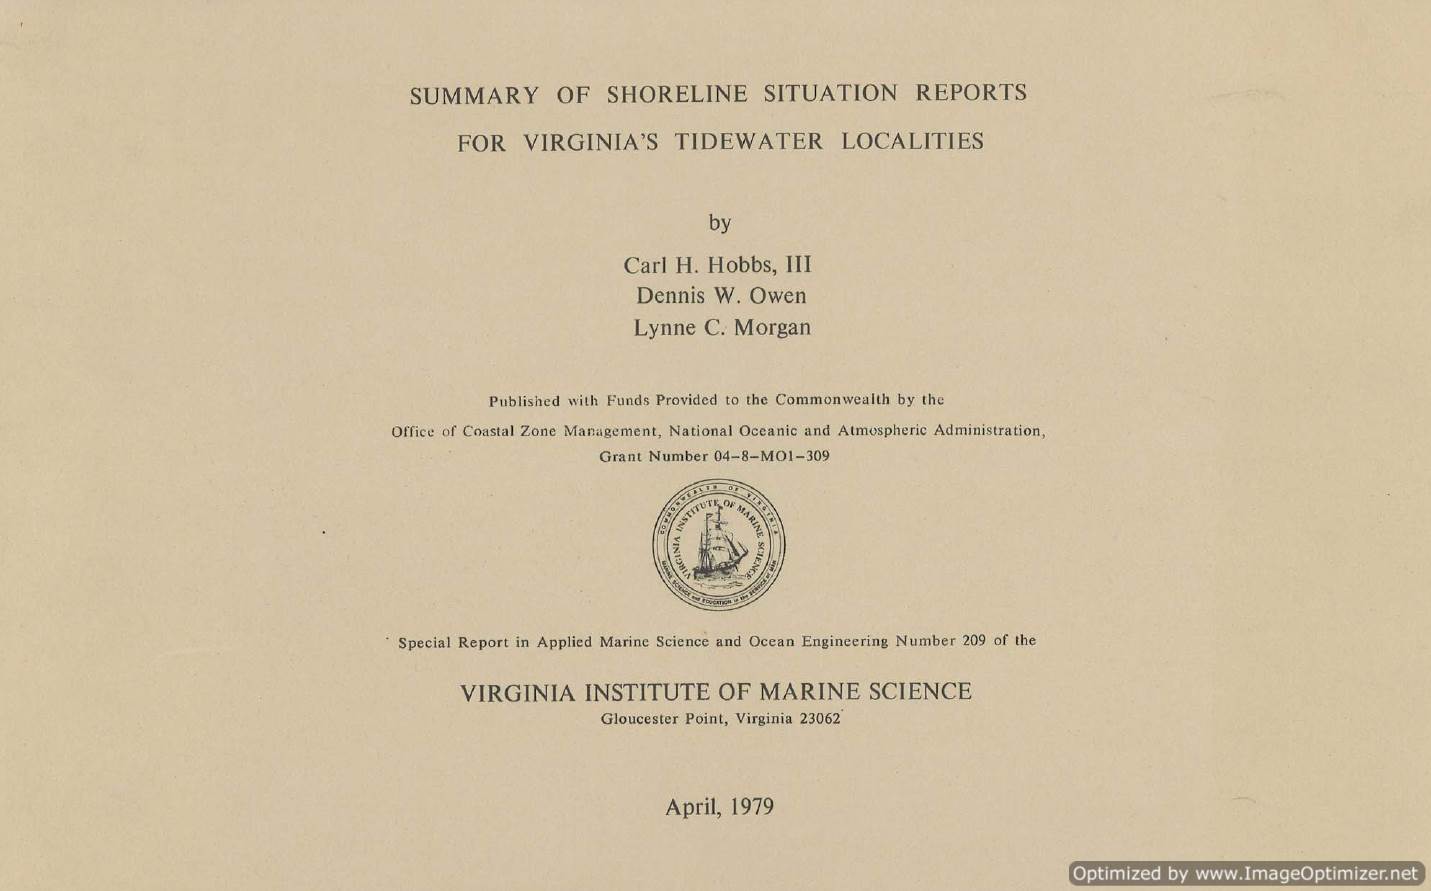 SUMMARY OF SHORELINE SITUATION REPORTS
FOR VIRGINIA'S TIDEWATER LOCALITIES
by
Carl H. Hobbs, III
Dennis W. Owen
Lynne C. Morgan
Published with Funds Provided to the Commonwealth by the
Office of Coastal Zone Management, National Oceanic and Atmospheric Administration,
Grant Number 04-8-MO1-309
COMMONWEALTH OF VIRGINIA
VIRGINIA INSTITUTE OF MARINE SCIENCE
MARINE SCIENCE and EDUCATION in the SERVICE of MAN
Special Report in Applied Marine Science and Ocean Engineering Number 209 of the
VIRGINIA INSTITUTE OF MARINE SCIENCE
Gloucester Point, Virginia 23062
April, 1979
Optimized by www.ImageOptimizer.net